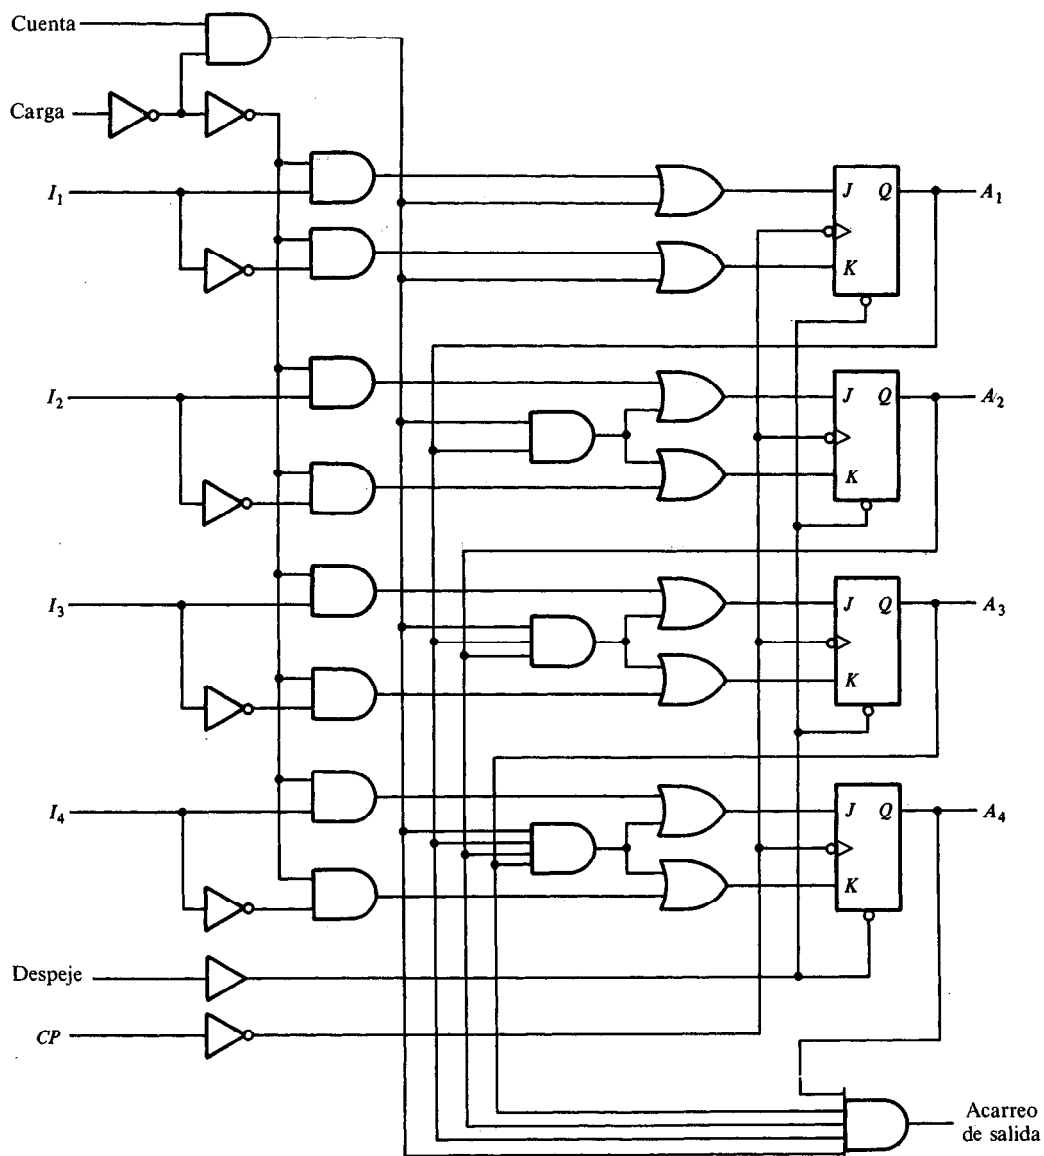 Cuenta
Carga
I1
J Q A1
K
I2
J Q A2
K
I3
J Q A3
K
I4
J Q A4
K
Despeje
CP
Acarreo
de salida